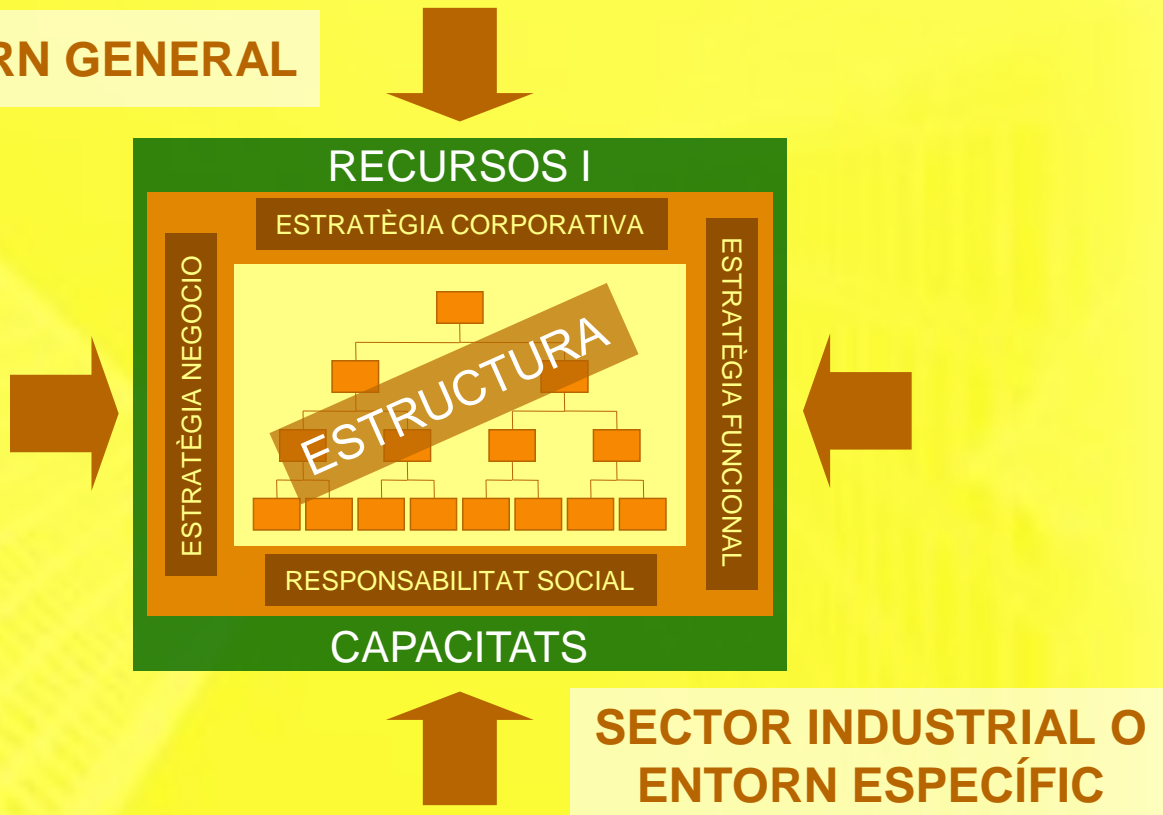 RN GENERAL
RECURSOS I
ESTRATÈGIA CORPORATIVA
ESTRATÈGIA NEGOCIO
ESTRUCTURA
ESTRATÈGIA FUNCIONAL
RESPONSABILITAT SOCIAL
CAPACITATS
SECTOR INDUSTRIAL O
ENTORN ESPECÍFIC